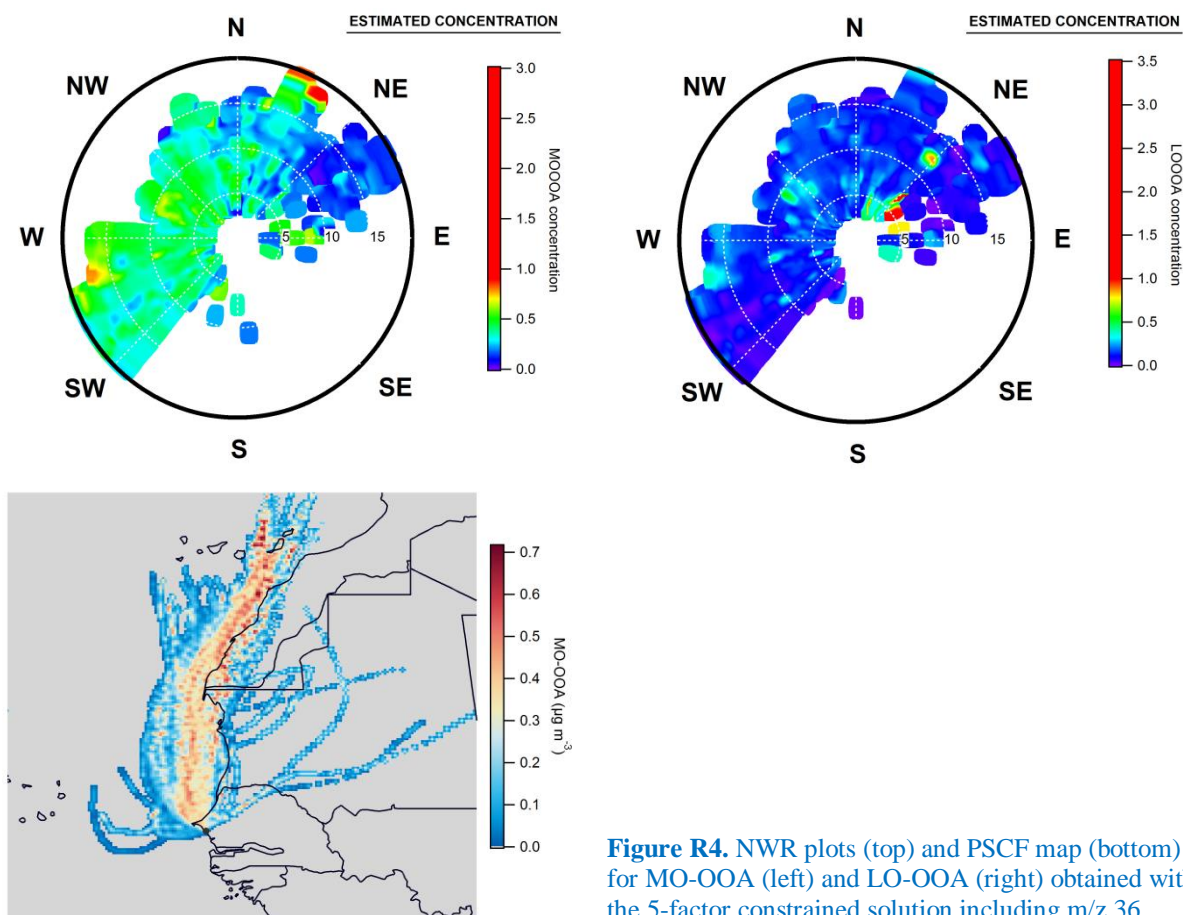 ESTIMATED CONCENTRATION
N
NW
NE
W
E
5
10
15
SW
SE
S
3.0
2.5
2.0
1.5
1.0
0.5
0.0
MOOOA concentration
ESTIMATED CONCENTRATION
N
NW
NE
W
E
5
10
15
SW
SE
S
3.5
3.0
2.5
2.0
1.5
1.0
0.5
0.0
LOOOA concentration
0.7
0.6
0.5
0.4
0.3
0.2
0.1
0.0
MO-OOA (µg m⁻³)
Figure R4. NWR plots (top) and PSCF map (bottom)
for MO-OOA (left) and LO-OOA (right) obtained wit
the 5-factor constrained solution including m/z 36